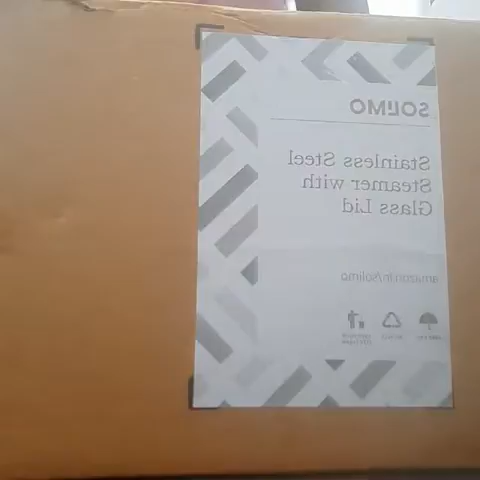 SOLIMO
Stainless Steel
Steamer with
Glass Lid
amazon.in/solimo